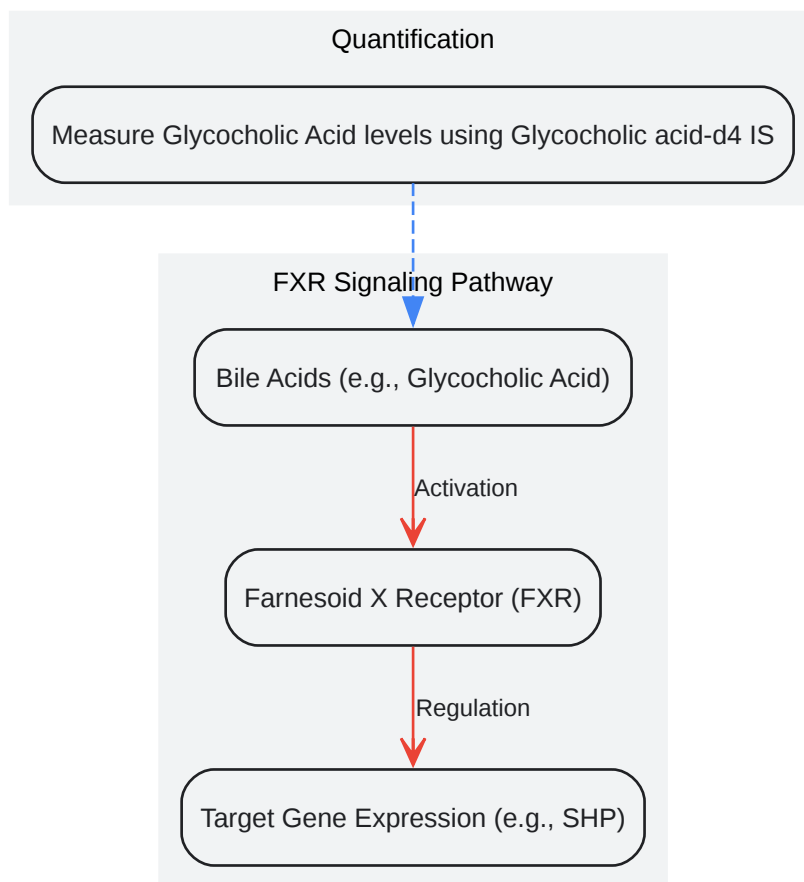 Quantification
Measure Glycocholic Acid levels using Glycocholic acid-d4 IS
FXR Signaling Pathway
Bile Acids (e.g., Glycocholic Acid)
Activation
Farnesoid X Receptor (FXR)
Regulation
Target Gene Expression (e.g., SHP)